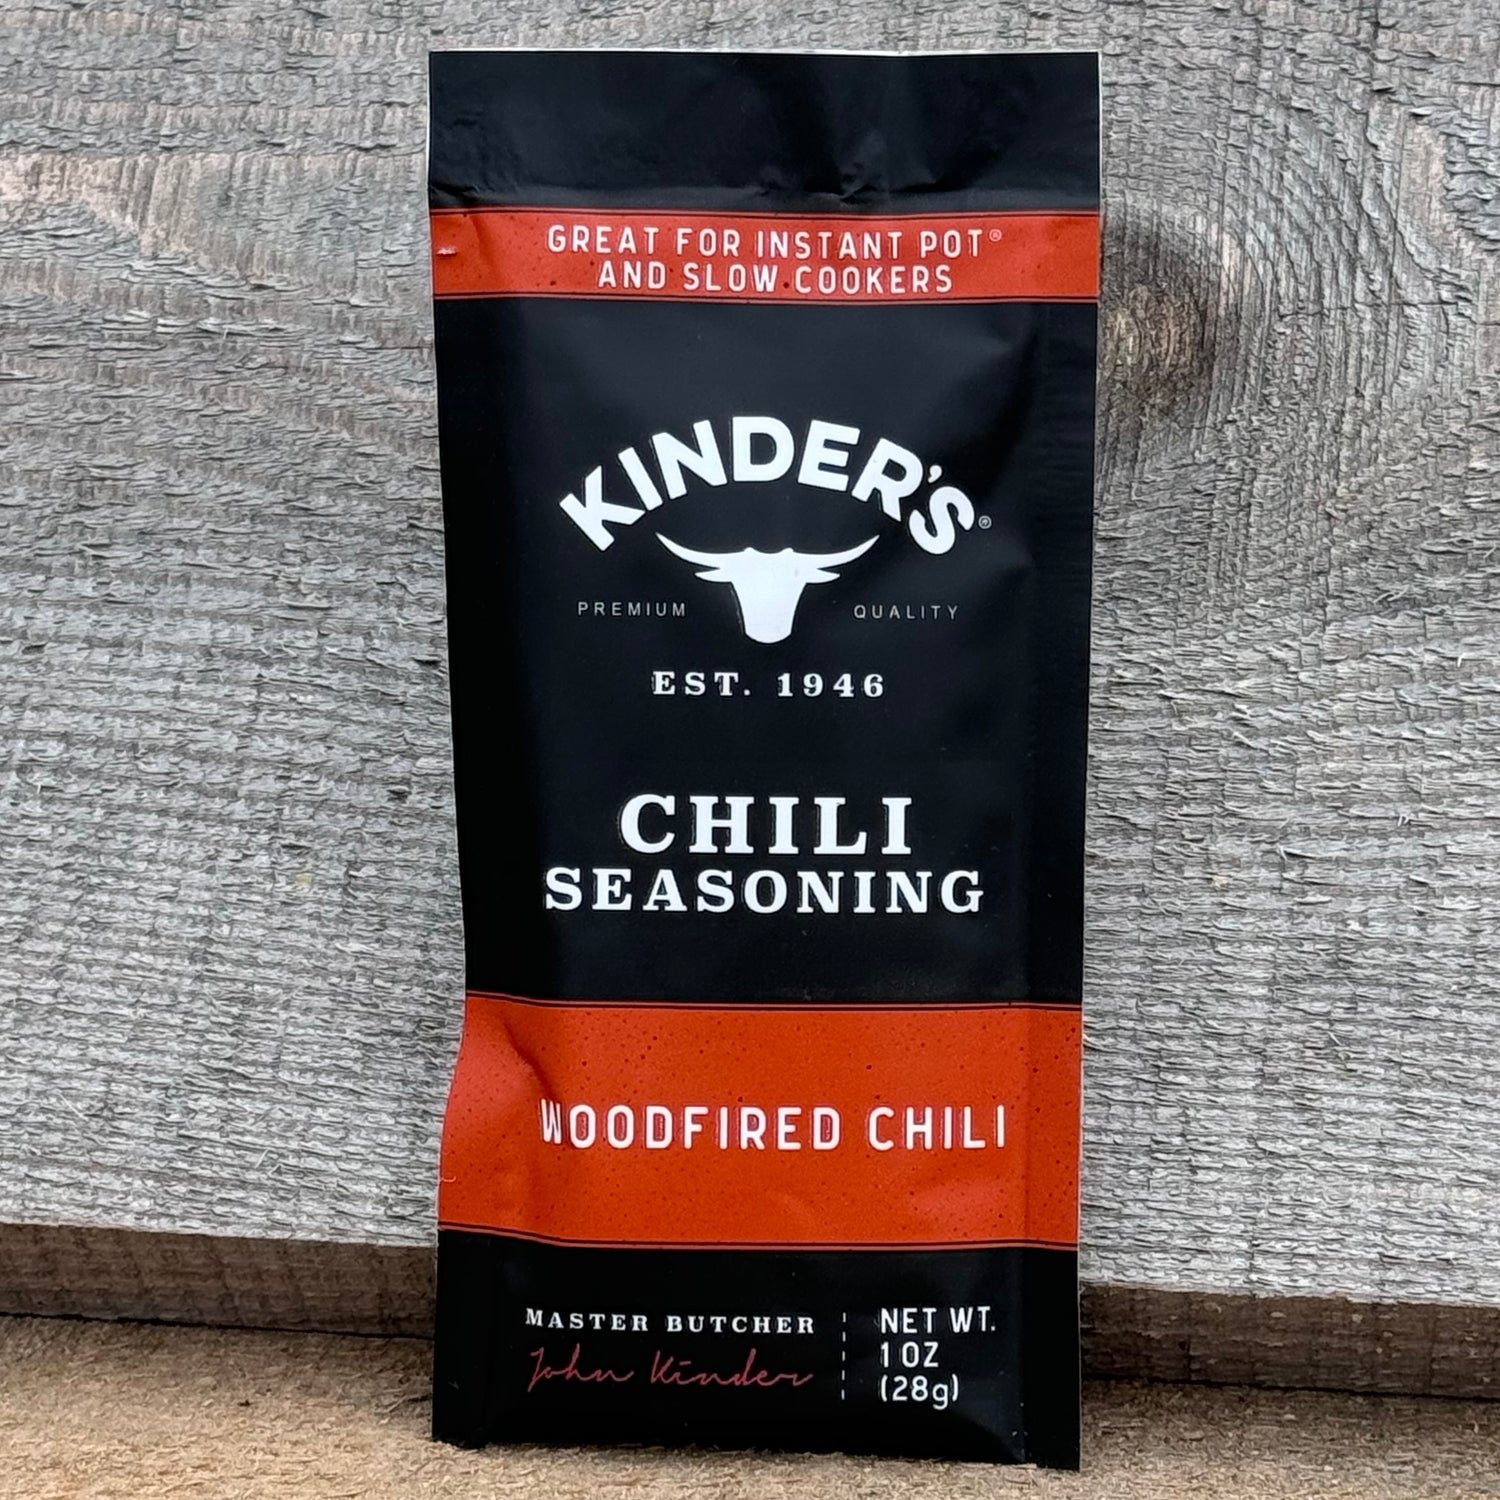 GREAT FOR INSTANT POT®
AND SLOW COOKERS
KINDER'S®
PREMIUM QUALITY
EST. 1946
CHILI
SEASONING
WOODFIRED CHILI
MASTER BUTCHER
John Kinder
NET WT.
1 OZ
(28g)